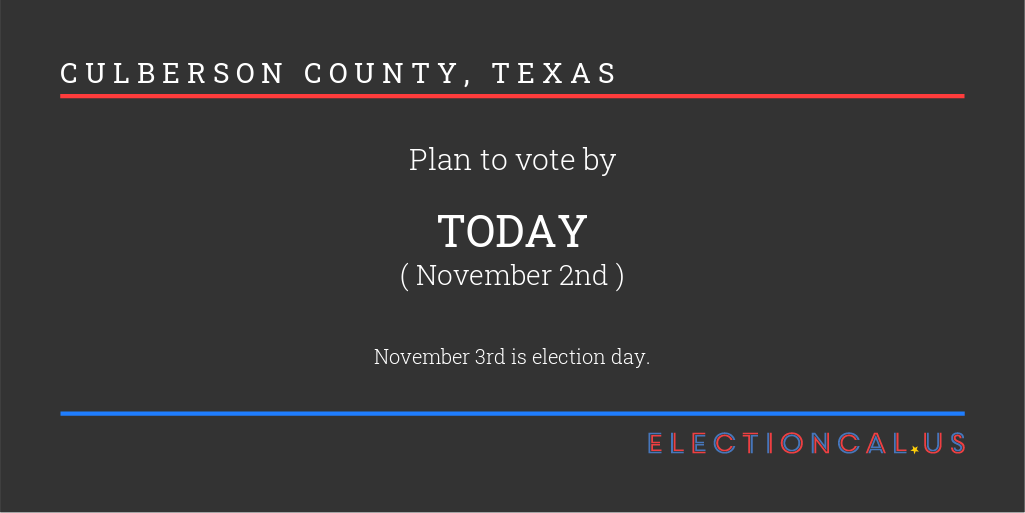 CULBERSON COUNTY, TEXAS
Plan to vote by
TODAY
( November 2nd )
November 3rd is election day.
ELECTIONCAL.US